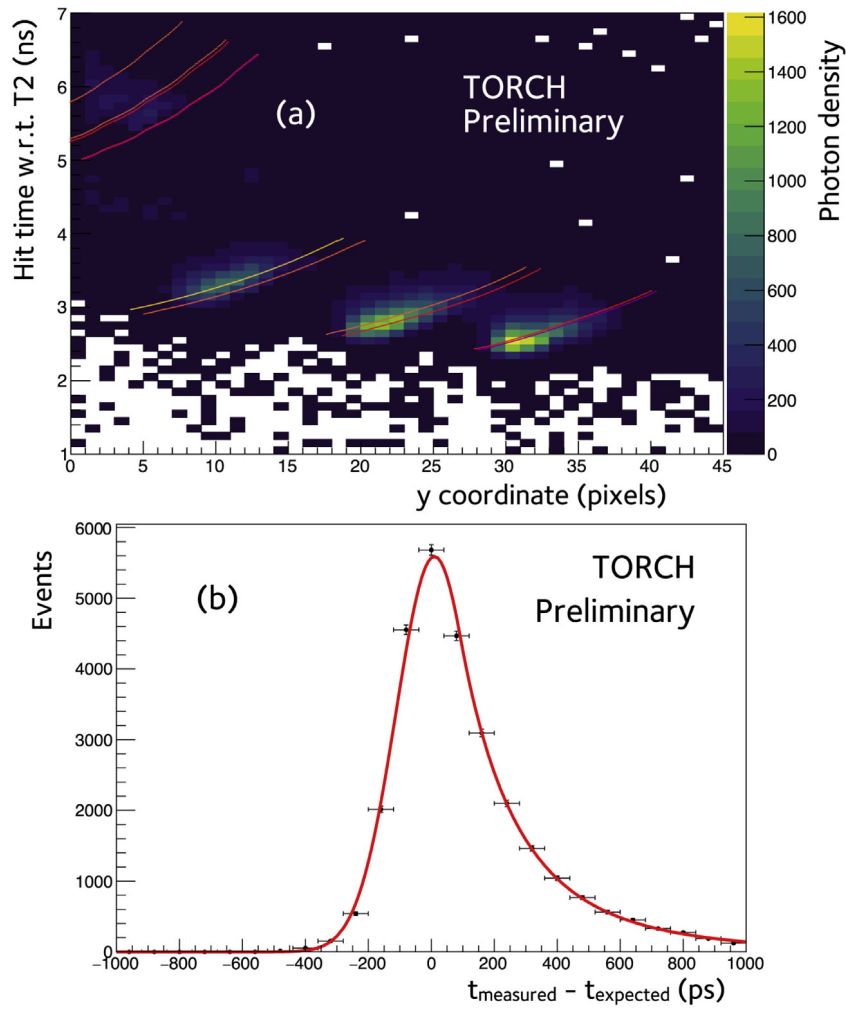 Hit time w.r.t. T2 (ns)
7
6
5
4
3
2
1
(a)
TORCH
Preliminary
0 5 10 15 20 25 30 35 40 45
y coordinate (pixels)
1600
1400
1200
1000
800
600
400
200
0
Photon density
Events
6000
5000
4000
3000
2000
1000
0
(b)
TORCH
Preliminary
−1000 −800 −600 −400 −200 0 200 400 600 800 1000
tmeasured − texpected (ps)